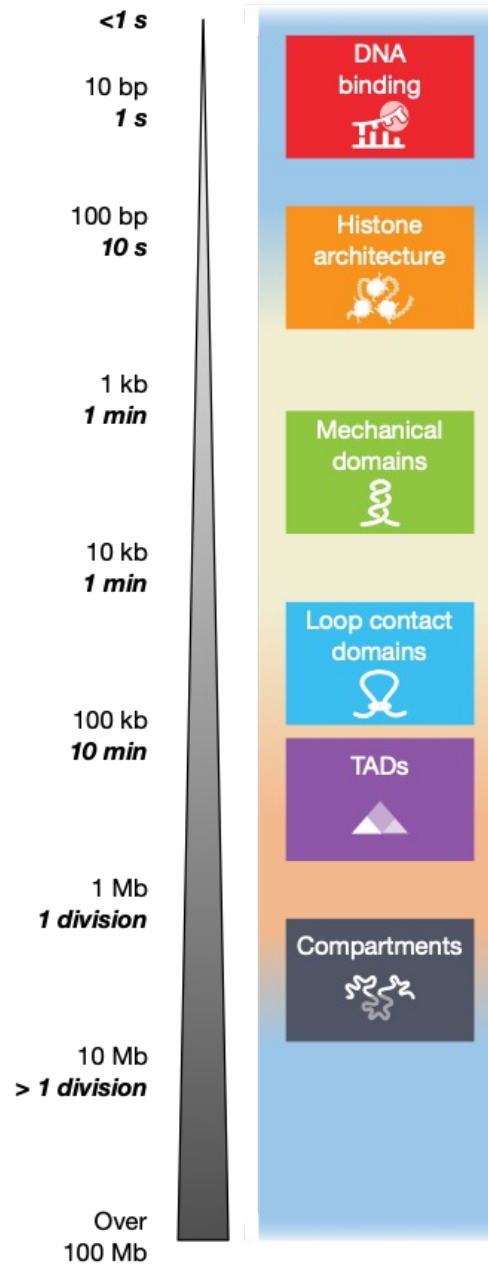 <1 s
10 bp
1 s
100 bp
10 s
1 kb
1 min
10 kb
1 min
100 kb
10 min
1 Mb
1 division
10 Mb
> 1 division
Over
100 Mb
DNA
binding
Histone
architecture
Mechanical
domains
Loop contact
domains
TADs
Compartments